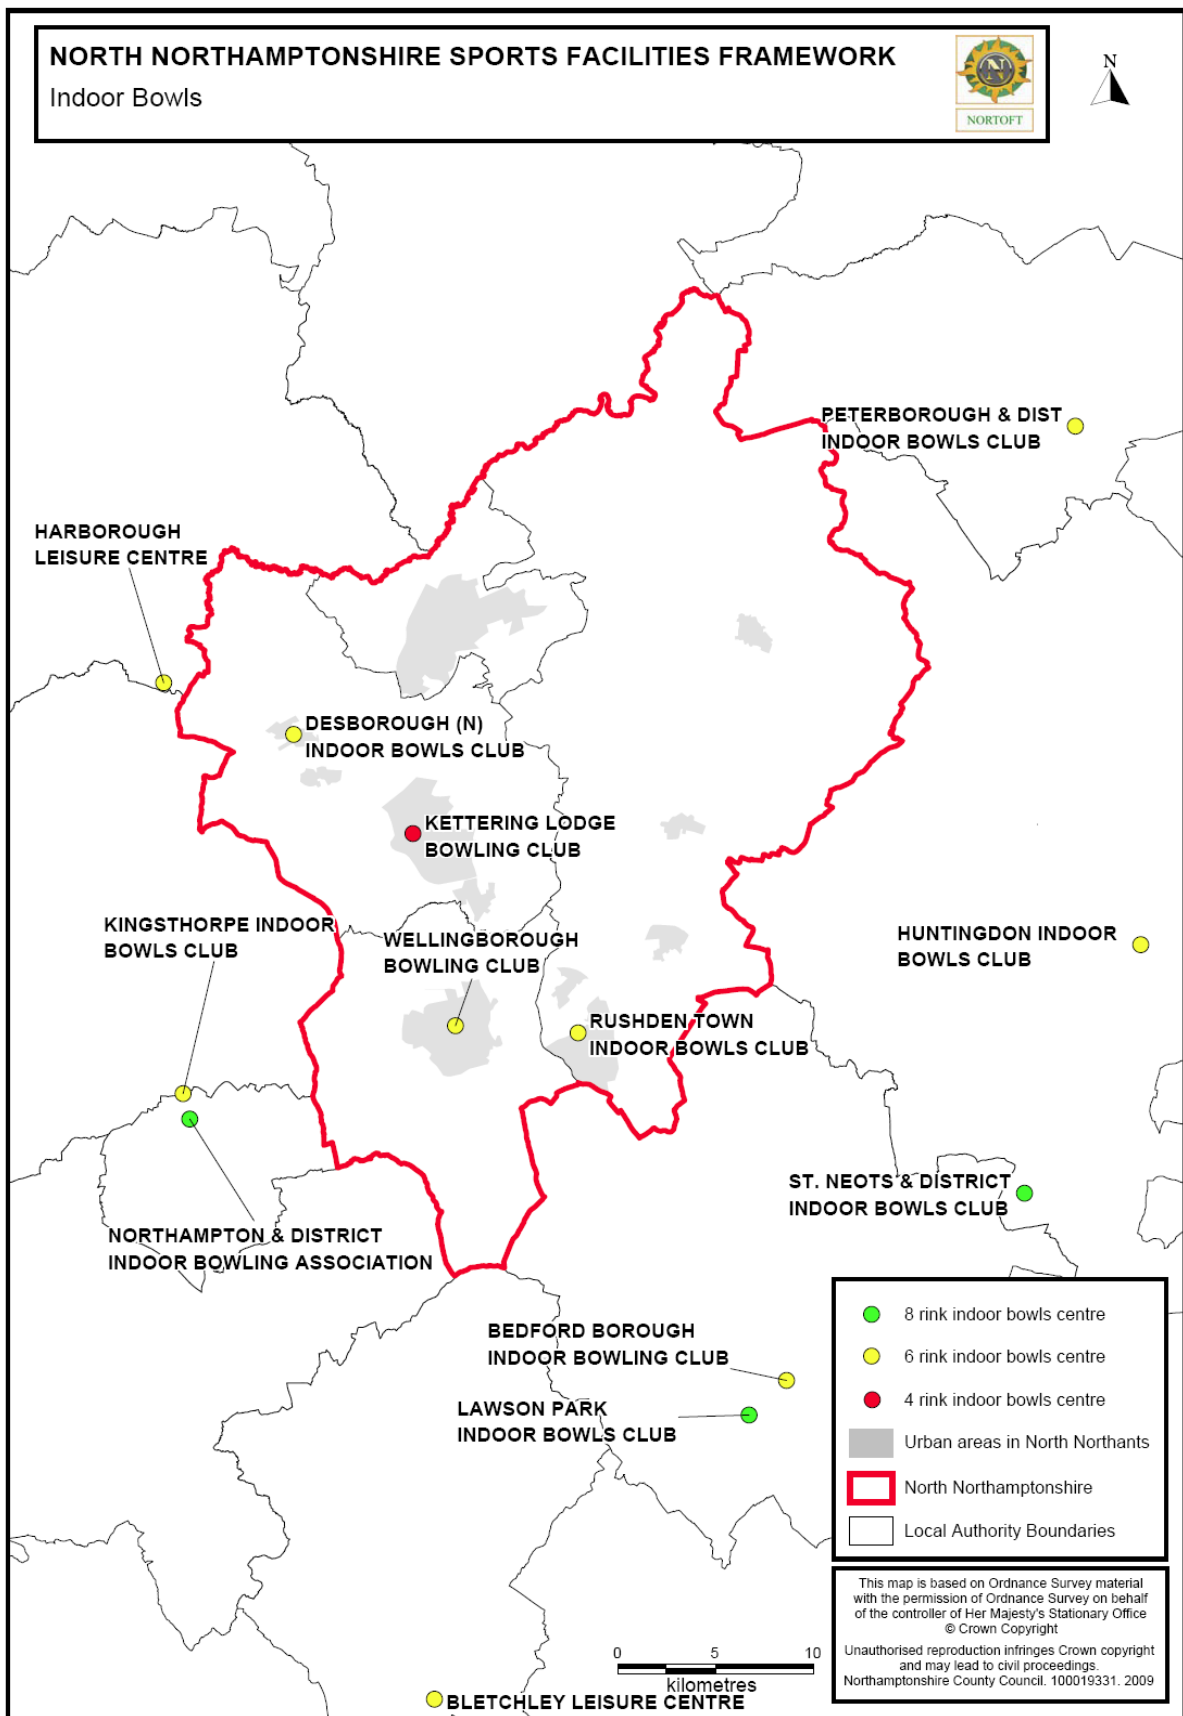 NORTH NORTHAMPTONSHIRE SPORTS FACILITIES FRAMEWORK
Indoor Bowls
N
NORTOFT
N
PETERBOROUGH & DIST
INDOOR BOWLS CLUB
HARBOROUGH
LEISURE CENTRE
DESBOROUGH (N)
INDOOR BOWLS CLUB
KETTERING LODGE
BOWLING CLUB
KINGSTHORPE INDOOR
BOWLS CLUB
WELLINGBOROUGH
BOWLING CLUB
HUNTINGDON INDOOR
BOWLS CLUB
RUSHDEN TOWN
INDOOR BOWLS CLUB
ST. NEOTS & DISTRICT
INDOOR BOWLS CLUB
NORTHAMPTON & DISTRICT
INDOOR BOWLING ASSOCIATION
BEDFORD BOROUGH
INDOOR BOWLING CLUB
LAWSON PARK
INDOOR BOWLS CLUB
8 rink indoor bowls centre
6 rink indoor bowls centre
4 rink indoor bowls centre
Urban areas in North Northants
North Northamptonshire
Local Authority Boundaries
This map is based on Ordnance Survey material
with the permission of Ordnance Survey on behalf
of the controller of Her Majesty's Stationary Office
© Crown Copyright
Unauthorised reproduction infringes Crown copyright
and may lead to civil proceedings.
Northamptonshire County Council. 100019331. 2009
0 5 10
kilometres
BLETCHLEY LEISURE CENTRE